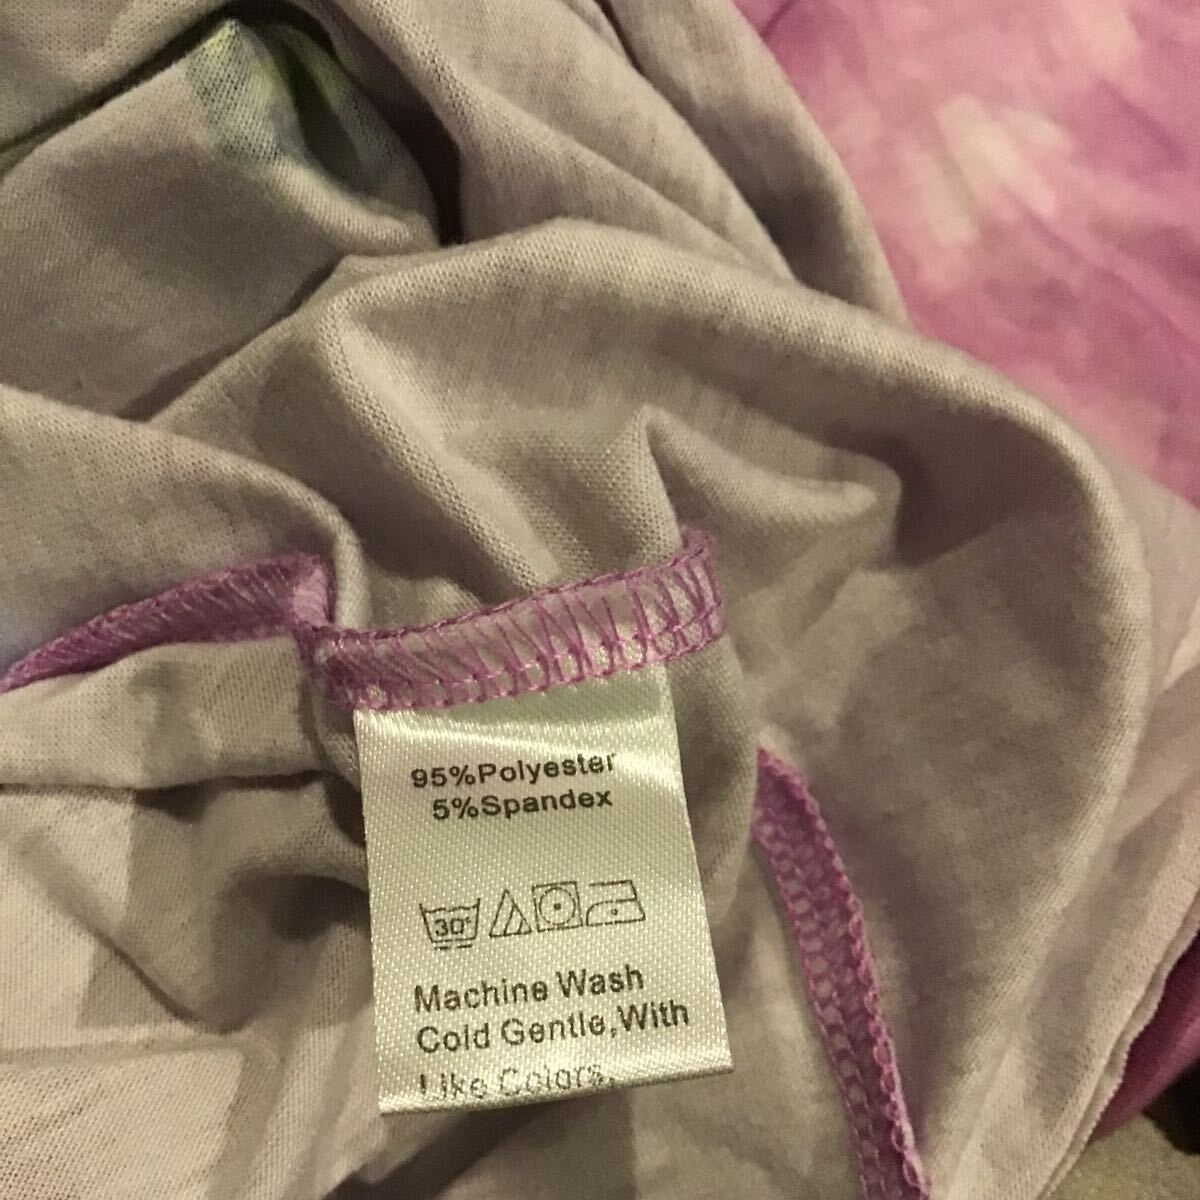 95%Polyester
5%Spandex
30°
Machine Wash
Cold Gentle,With
Like Colors.